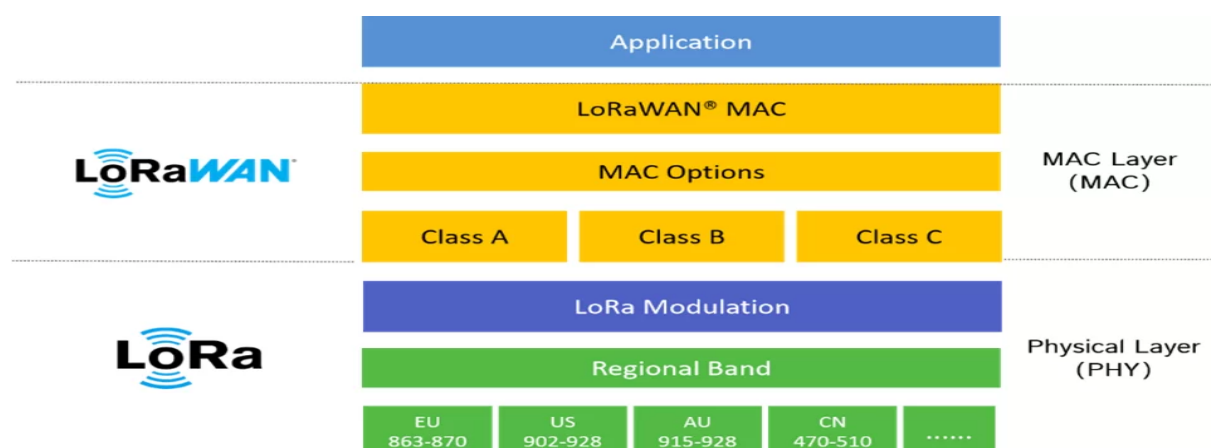 Application
LoRaWAN® MAC
LoRaWAN®
MAC Options
MAC Layer
(MAC)
Class A
Class B
Class C
LoRa Modulation
LoRa
Regional Band
Physical Layer
(PHY)
EU
863-870
US
902-928
AU
915-928
CN
470-510
......